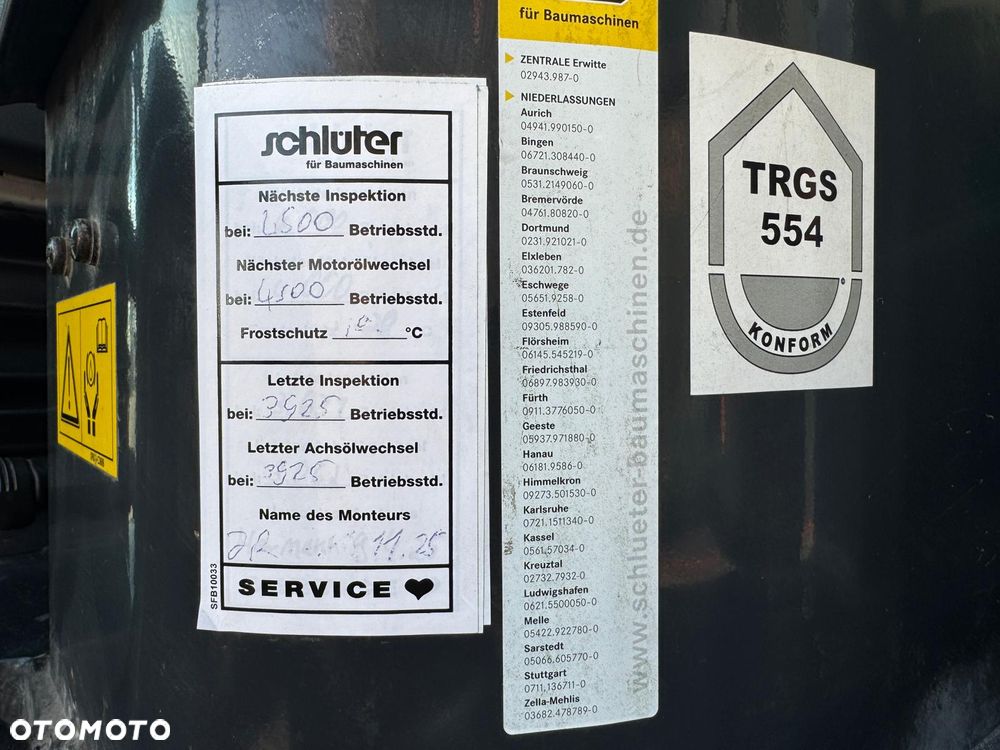 schlüter
für Baumaschinen
Nächste Inspektion
bei: 4500 Betriebsstd.
Nächster Motorölwechsel
bei: 4500 Betriebsstd.
Frostschutz °C
Letzte Inspektion
bei: 3925 Betriebsstd.
Letzter Achsölwechsel
bei: 3925 Betriebsstd.
Name des Monteurs
11.25
SERVICE ♥
SFB10033
für Baumaschinen
ZENTRALE Erwitte
02943.987-0
NIEDERLASSUNGEN
Aurich
04941.990150-0
Bingen
06721.308440-0
Braunschweig
0531.2149060-0
Bremervörde
04761.80820-0
Dortmund
0231.921021-0
Elxleben
036201.782-0
Eschwege
05651.9258-0
Estenfeld
09305.988590-0
Flörsheim
06145.545219-0
Friedrichsthal
06897.983930-0
Fürth
0911.3776050-0
Geeste
05937.971880-0
Hanau
06181.9586-0
Himmelkron
09273.501530-0
Karlsruhe
0721.1511340-0
Kassel
0561.57034-0
Kreuztal
02732.7932-0
Ludwigshafen
0621.5500050-0
Melle
05422.922780-0
Sarstedt
05066.605770-0
Stuttgart
0711.136711-0
Zella-Mehlis
03682.478789-0
www.schlueter-baumaschinen.de
TRGS
554
KONFORM
OTOMOTO